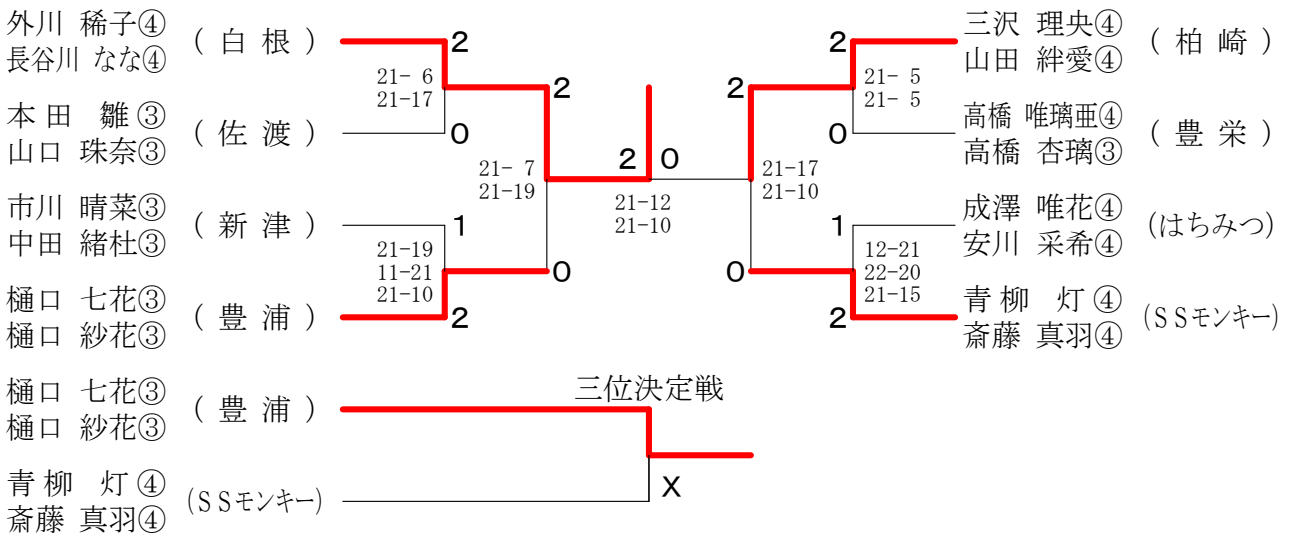 外川 稀子④
長谷川 なな④
( 白 根 )
2
21- 6
21-17
2
本 田 雛 ③
山口 珠奈③
( 佐 渡 )
0
21- 7
21-19
市川 晴菜③
中田 緒杜③
( 新 津 )
1
21-19
11-21
21-10
0
樋口 七花③
樋口 紗花③
( 豊 浦 )
2
2 0
21-12
21-10
三沢 理央④
山田 絆愛④
( 柏 崎 )
2
21- 5
21- 5
2
高橋 唯璃亜④
高橋 杏璃③
( 豊 栄 )
0
21-17
21-10
成澤 唯花④
安川 采希④
(はちみつ)
1
12-21
22-20
21-15
0
青 柳 灯 ④
斎藤 真羽④
(ＳＳモンキー)
2
三位決定戦
樋口 七花③
樋口 紗花③
( 豊 浦 )
青 柳 灯 ④
斎藤 真羽④
(ＳＳモンキー)
X